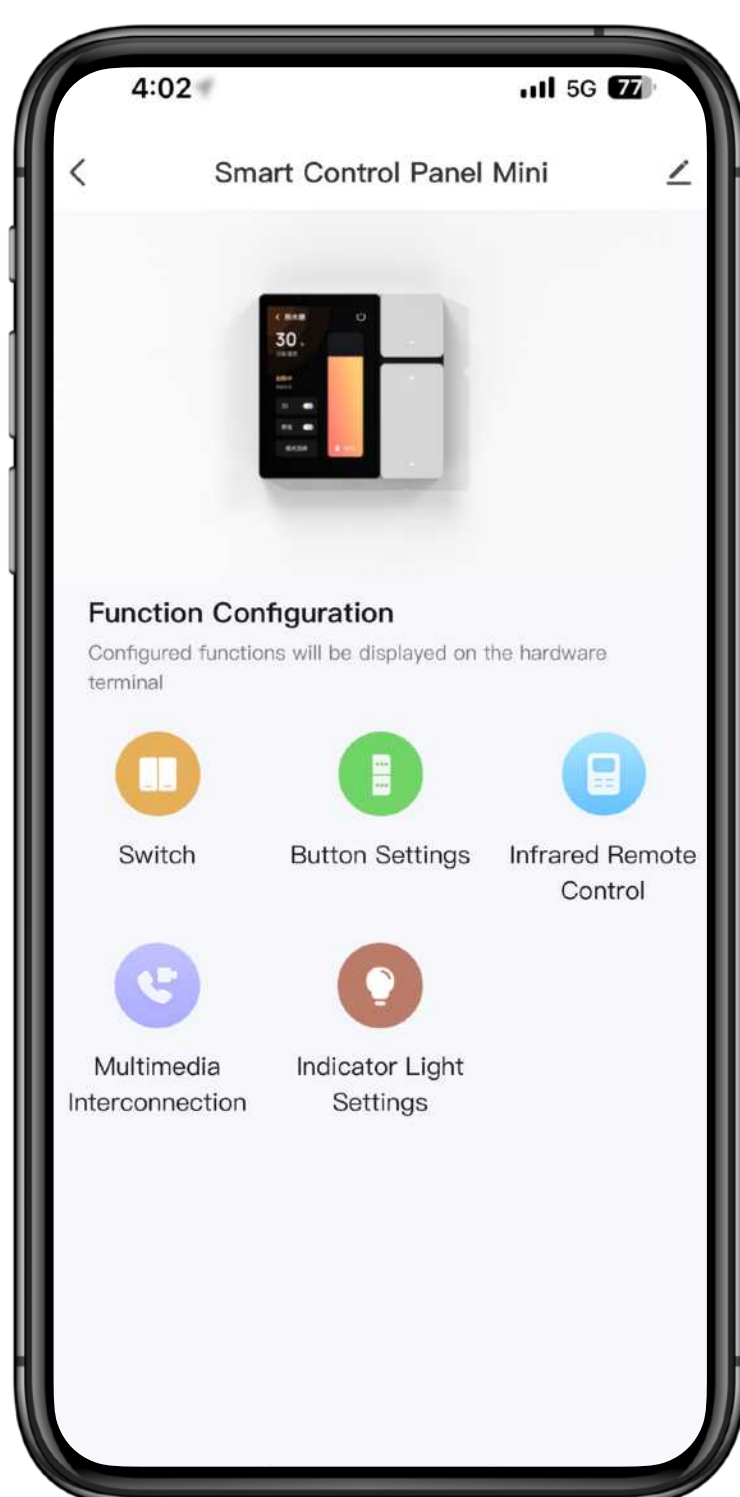 4:02
5G 77
Smart Control Panel Mini
30
Function Configuration
Configured functions will be displayed on the hardware
terminal
Switch
Button Settings
Infrared Remote
Control
Multimedia
Interconnection
Indicator Light
Settings